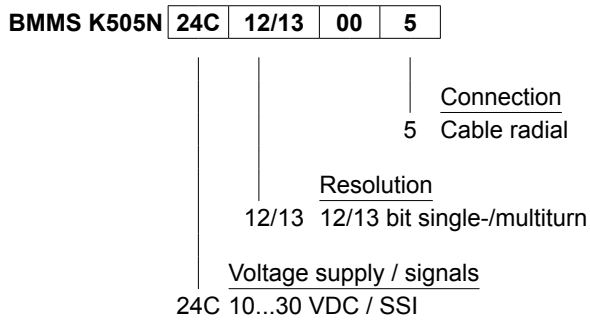 BMMS K505N 24C 12/13 00 5
Connection
5 Cable radial
Resolution
12/13 12/13 bit single-/multiturn
Voltage supply / signals
24C 10...30 VDC / SSI